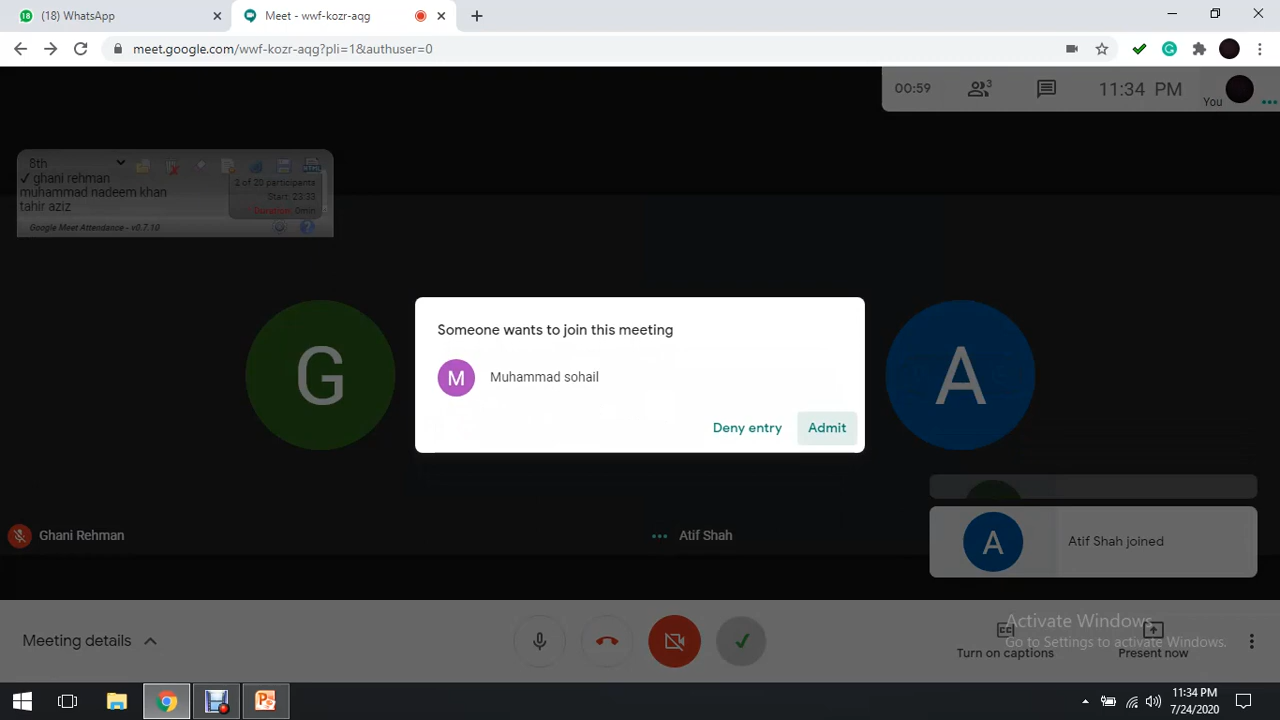 18
(18) WhatsApp
Meet - wwf-kozr-aqg
meet.google.com/wwf-kozr-aqg?pli=1&authuser=0
00:59
3
11:34 PM
You
8th
✓ ghani rehman
muhammad nadeem khan
tahir aziz
2 of 29 participants
Start: 23:33
Duration: 0min
Google Meet Attendance - v0.7.10
HTML
?
Someone wants to join this meeting
M
Muhammad sohail
Deny entry
Admit
G
A
Ghani Rehman
Atif Shah
A
Atif Shah joined
Meeting details
CC
Turn on captions
Present now
Activate Windows
Go to Settings to activate Windows.
11:34 PM
7/24/2020